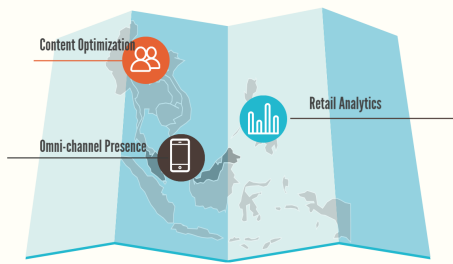 Content Optimization
Retail Analytics
Omni-channel Presence